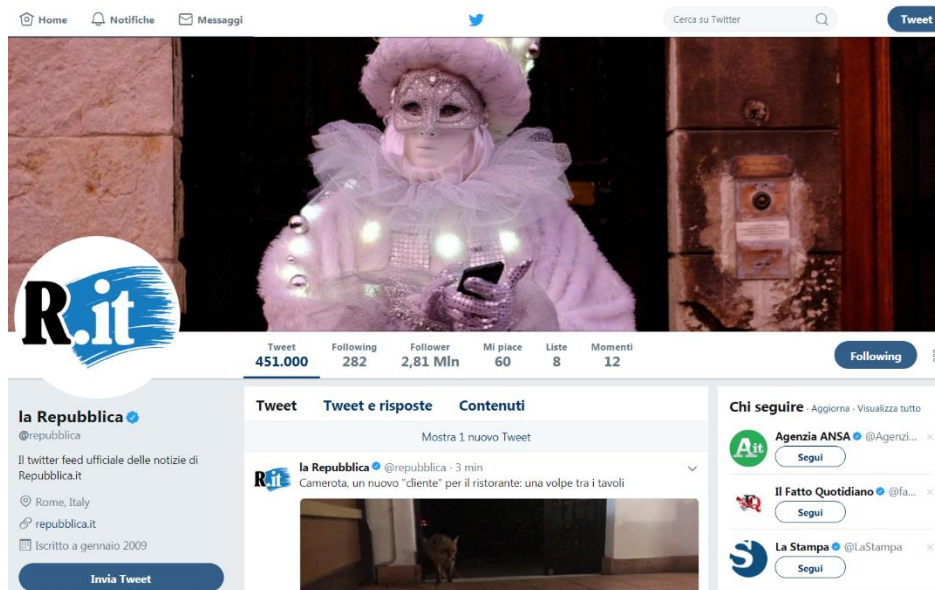 Home Notifiche Messaggi Cerca su Twitter Tweet
R.it
Tweet Following Follower Mi piace Liste Momenti
451.000 282 2,81 Mln 60 8 12
Following
la Repubblica
@repubblica
Il twitter feed ufficiale delle notizie di
Repubblica.it
Rome, Italy
repubblica.it
Iscritto a gennaio 2009
Invia Tweet
Tweet Tweet e risposte Contenuti
Mostra 1 nuovo Tweet
R.it
la Repubblica @repubblica · 3 min
Camerota, un nuovo "cliente" per il ristorante: una volpe tra i tavoli
Chi seguire · Aggiorna · Visualizza tutto
Ait
Agenzia ANSA @Agenzi... ×
Segui
Il Fatto Quotidiano @fa... ×
Segui
S
La Stampa @LaStampa ×
Segui